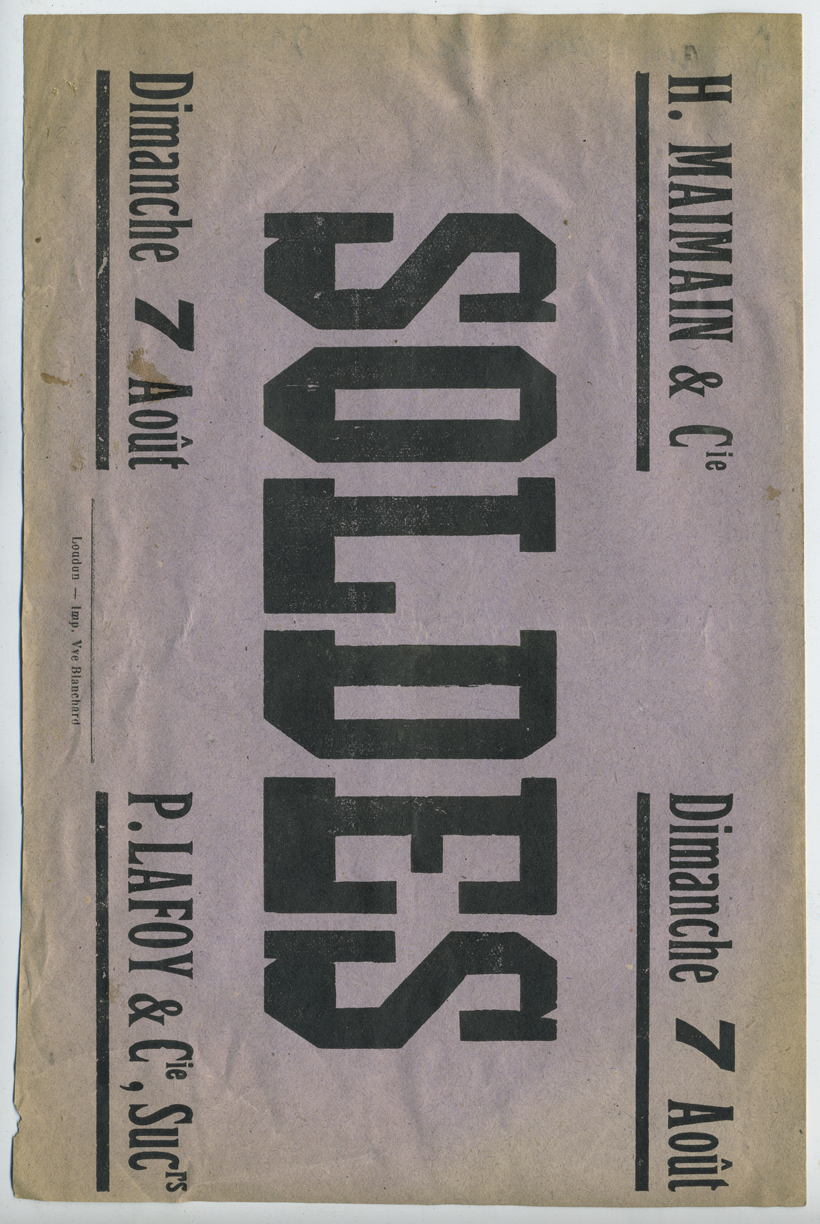 H. MAIMAIN & Cie
Dimanche 7 Août
SOLDES
Dimanche 7 Août
P. LAFOY & Cie, Sucrs
Loudun — Imp. Vve Blanchard